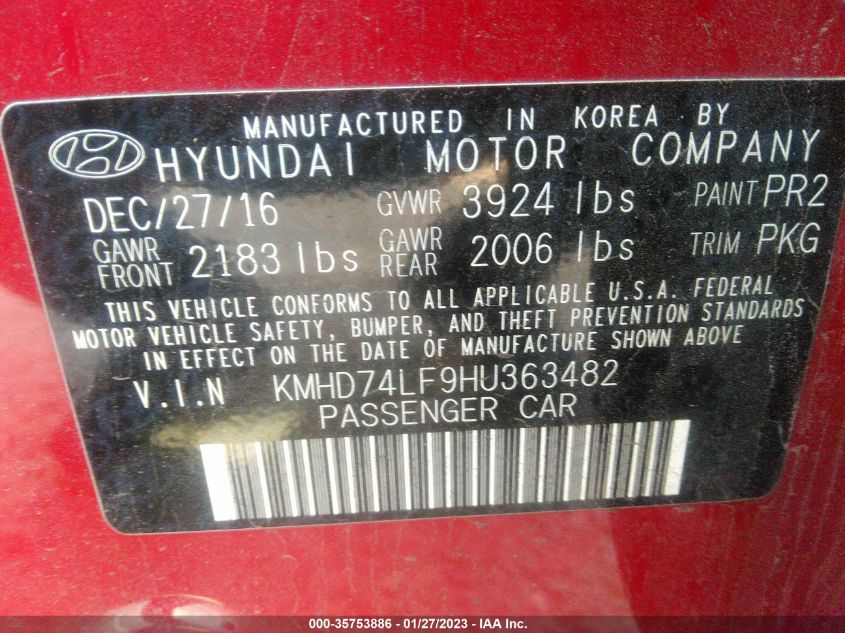 MANUFACTURED IN KOREA BY
HYUNDAI MOTOR COMPANY
DEC/27/16 GVWR 3924 lbs PAINT PR2
GAWR FRONT 2183 lbs GAWR REAR 2006 lbs TRIM PKG
THIS VEHICLE CONFORMS TO ALL APPLICABLE U.S.A. FEDERAL
MOTOR VEHICLE SAFETY, BUMPER, AND THEFT PREVENTION STANDARDS
IN EFFECT ON THE DATE OF MANUFACTURE SHOWN ABOVE
V.I.N KMHD74LF9HU363482
PASSENGER CAR
000-35753886 - 01/27/2023 - IAA Inc.